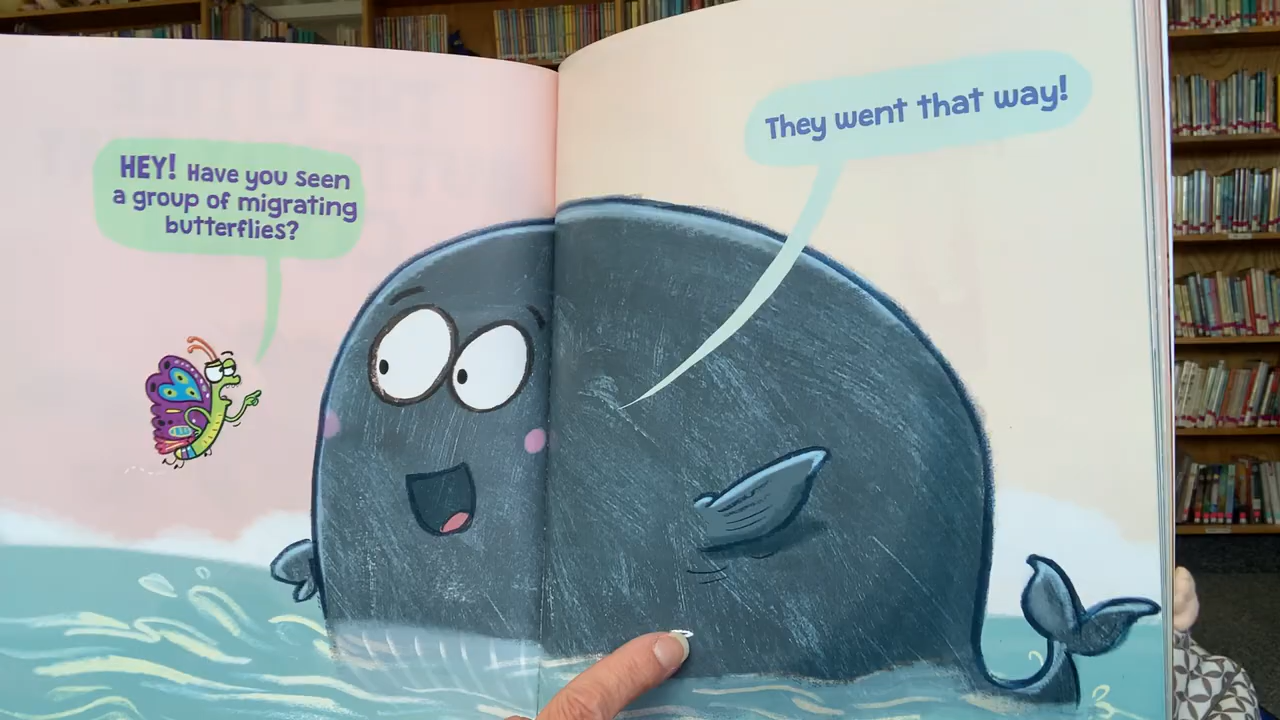 HEY! Have you seen
a group of migrating
butterflies?
They went that way!